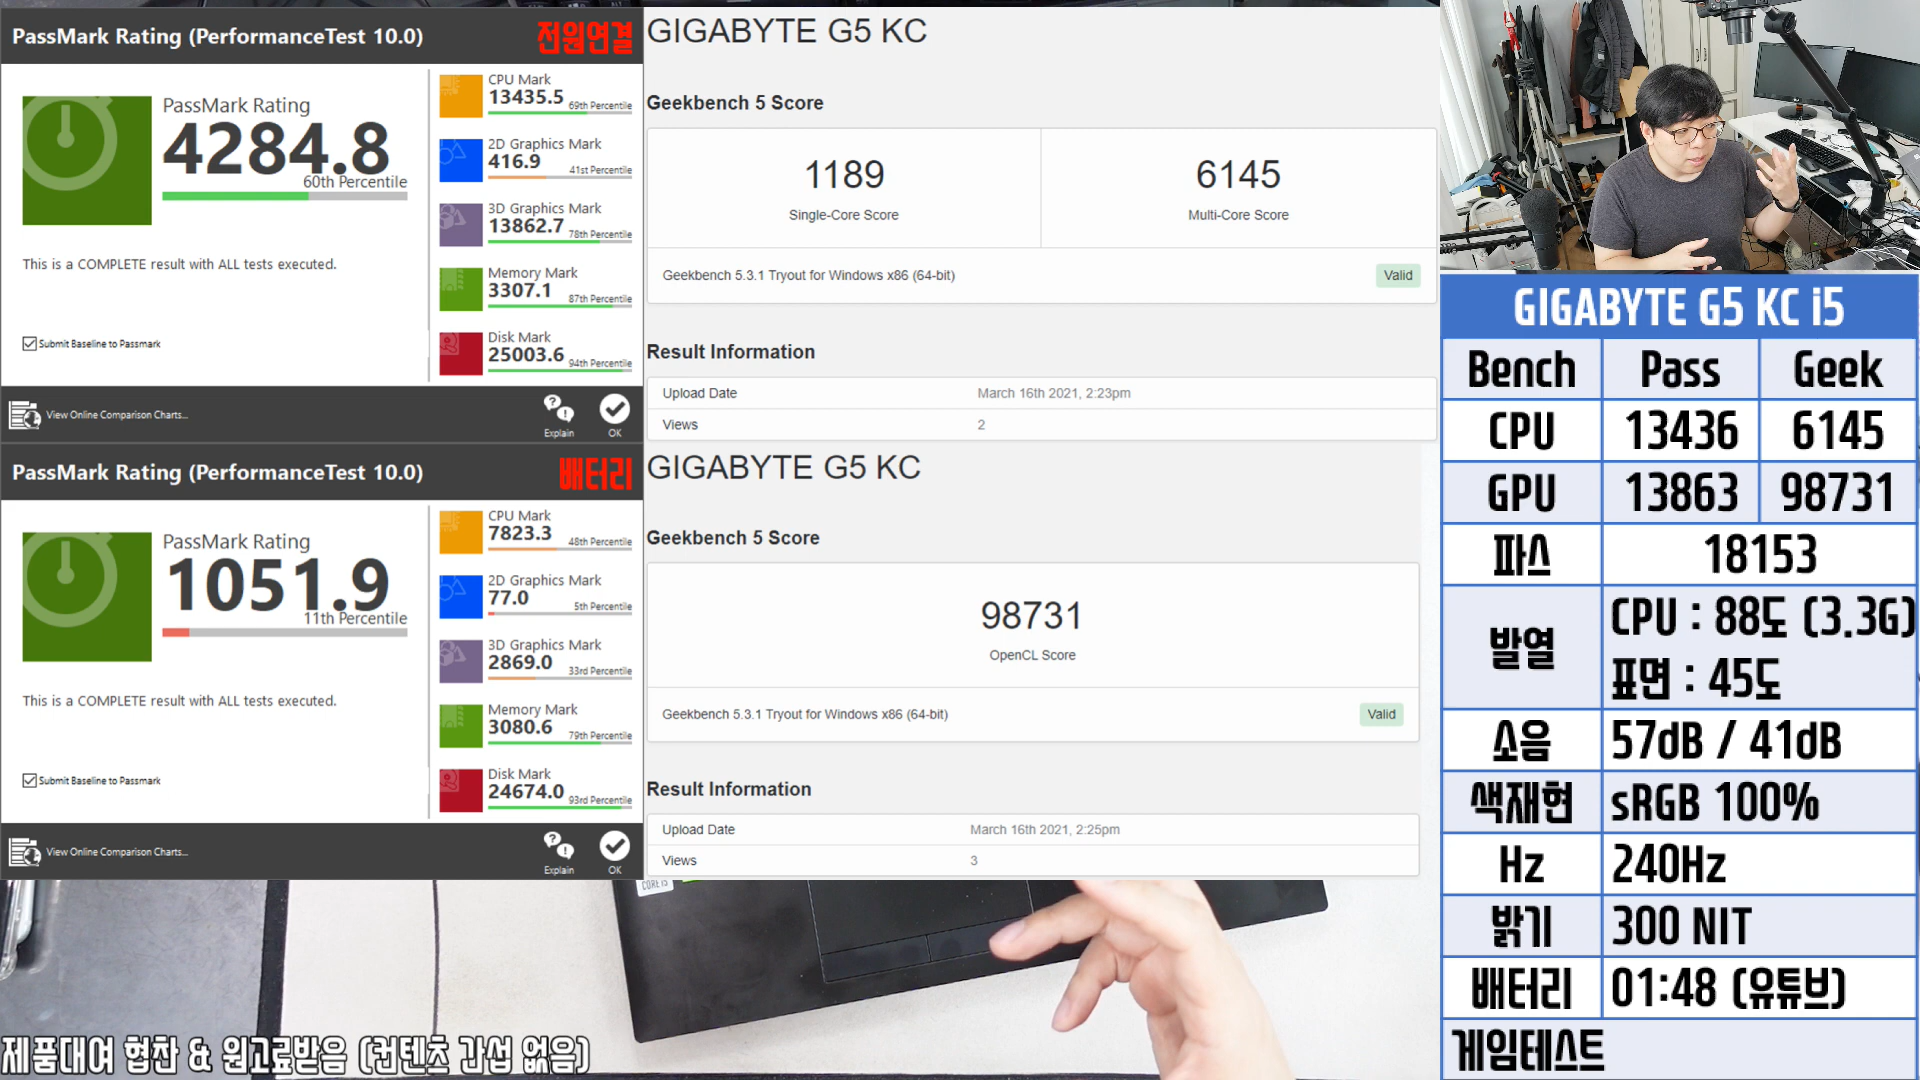 PassMark Rating (PerformanceTest 10.0)
전원연결
PassMark Rating
4284.8
60th Percentile
This is a COMPLETE result with ALL tests executed.
Submit Baseline to Passmark
CPU Mark
13435.5
69th Percentile
2D Graphics Mark
416.9
41st Percentile
3D Graphics Mark
13862.7
78th Percentile
Memory Mark
3307.1
87th Percentile
Disk Mark
25003.6
94th Percentile
View Online Comparison Charts...
Explain
OK
GIGABYTE G5 KC
Geekbench 5 Score
1189
Single-Core Score
6145
Multi-Core Score
Geekbench 5.3.1 Tryout for Windows x86 (64-bit)
Valid
Result Information
Upload Date March 16th 2021, 2:23pm
Views 2
PassMark Rating (PerformanceTest 10.0)
배터리
PassMark Rating
1051.9
11th Percentile
This is a COMPLETE result with ALL tests executed.
Submit Baseline to Passmark
CPU Mark
7823.3
48th Percentile
2D Graphics Mark
77.0
5th Percentile
3D Graphics Mark
2869.0
33rd Percentile
Memory Mark
3080.6
79th Percentile
Disk Mark
24674.0
93rd Percentile
View Online Comparison Charts...
Explain
OK
GIGABYTE G5 KC
Geekbench 5 Score
98731
OpenCL Score
Geekbench 5.3.1 Tryout for Windows x86 (64-bit)
Valid
Result Information
Upload Date March 16th 2021, 2:25pm
Views 3
CORE i5
제품대여 협찬 & 원고료받음 (컨텐츠 간섭 없음)
GIGABYTE G5 KC i5
Bench Pass Geek
CPU 13436 6145
GPU 13863 98731
파스 18153
발열 CPU : 88도 (3.3G)
표면 : 45도
소음 57dB / 41dB
색재현 sRGB 100%
Hz 240Hz
밝기 300 NIT
배터리 01:48 (유튜브)
게임테스트